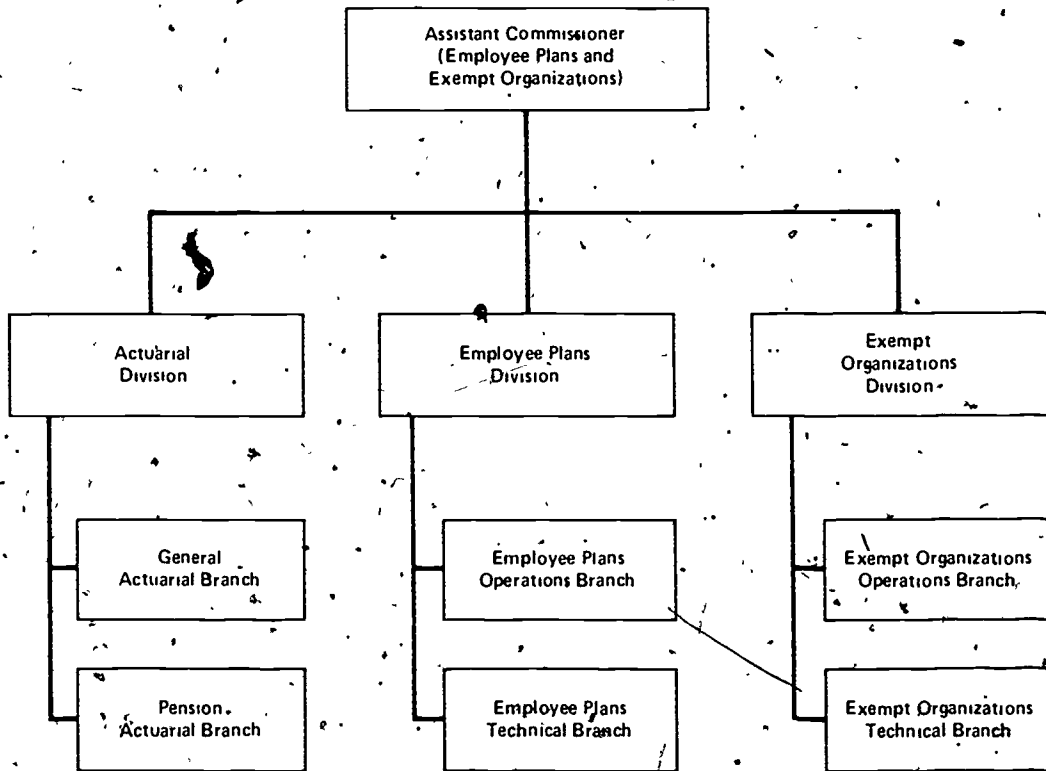 Assistant Commissioner
(Employee Plans and
Exempt Organizations)
Actuarial
Division
Employee Plans
Division
Exempt
Organizations
Division
General
Actuarial Branch
Employee Plans
Operations Branch
Exempt Organizations
Operations Branch
Pension
Actuarial Branch
Employee Plans
Technical Branch
Exempt Organizations
Technical Branch